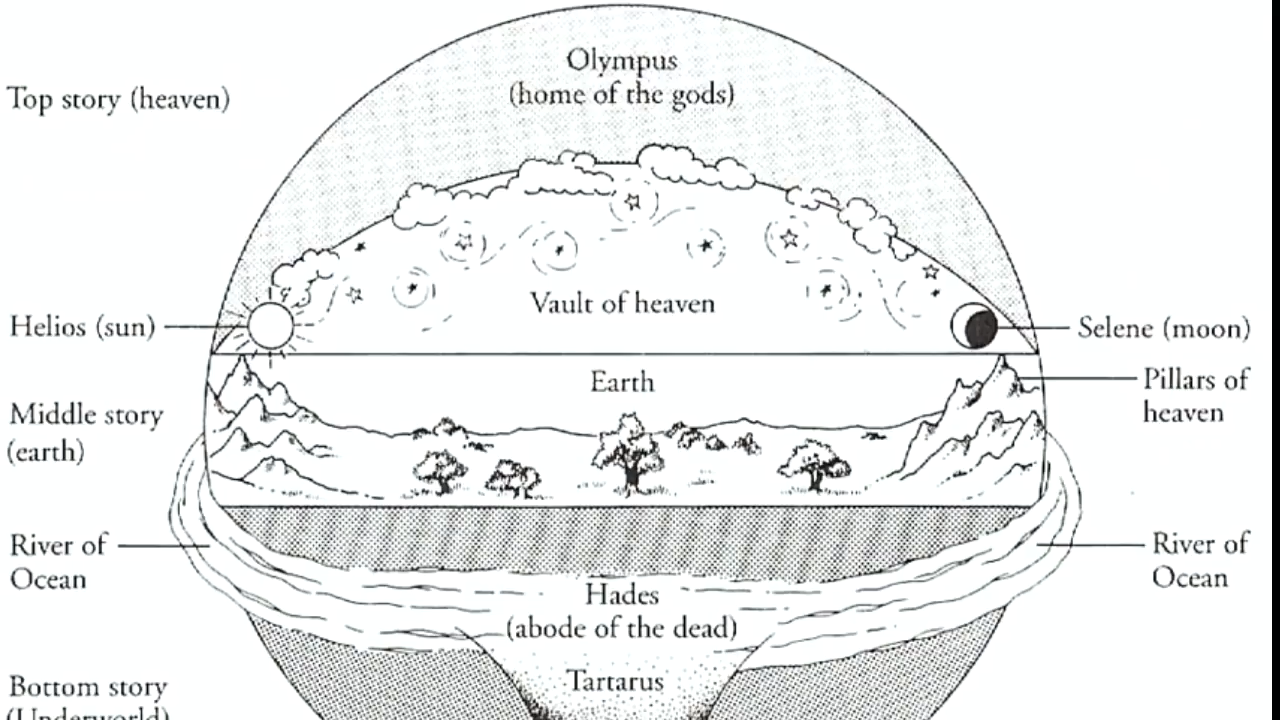 Olympus
(home of the gods)
Top story (heaven)
Vault of heaven
Helios (sun)
Selene (moon)
Earth
Pillars of
heaven
Middle story
(earth)
River of
Ocean
River of
Ocean
Hades
(abode of the dead)
Tartarus
Bottom story
(Underworld)